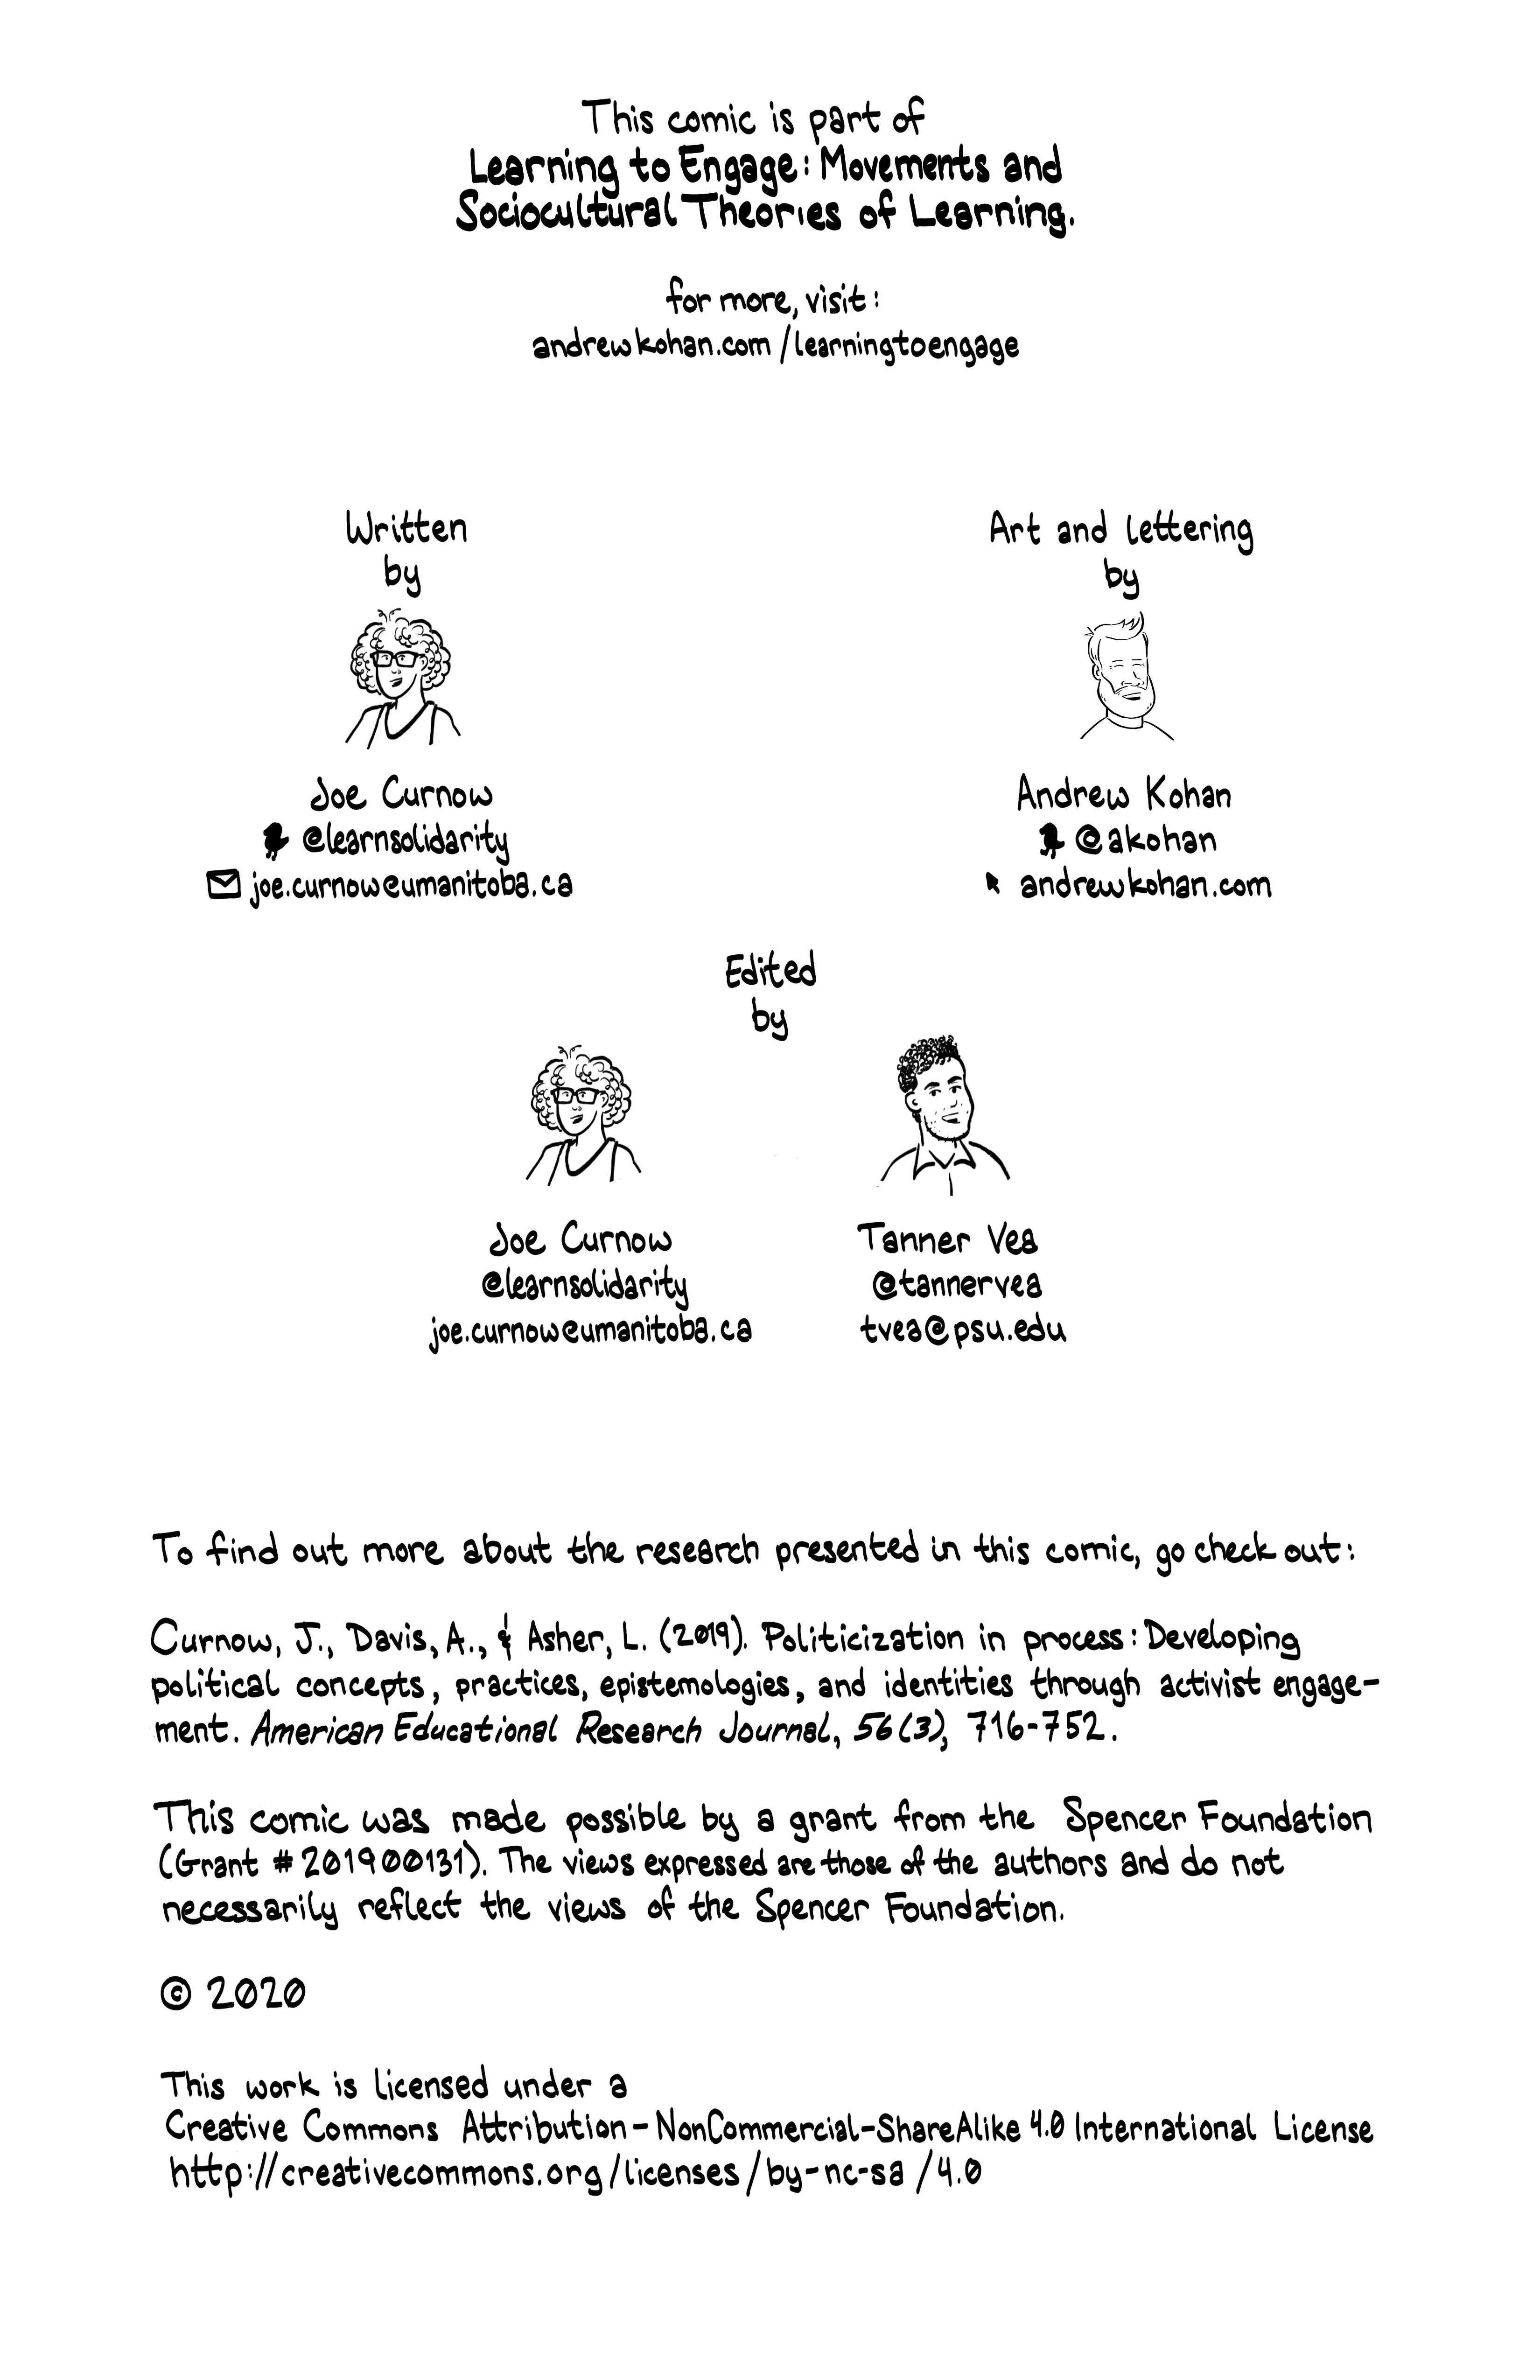 This comic is part of
Learning to Engage: Movements and
Sociocultural Theories of Learning.
for more, visit:
andrewkohan.com/learningtoengage
Written
by
Joe Curnow
@learnsolidarity
joe.curnow@umanitoba.ca
Art and lettering
by
Andrew Kohan
@akohan
andrewkohan.com
Edited
by
Joe Curnow
@learnsolidarity
joe.curnow@umanitoba.ca
Tanner Vea
@tannervea
tvea@psu.edu
To find out more about the research presented in this comic, go check out:
Curnow, J., Davis, A., & Asher, L. (2019). Politicization in process: Developing
political concepts, practices, epistemologies, and identities through activist engage-
ment. American Educational Research Journal, 56(3), 716-752.
This comic was made possible by a grant from the Spencer Foundation
(Grant #201900131). The views expressed are those of the authors and do not
necessarily reflect the views of the Spencer Foundation.
© 2020
This work is licensed under a
Creative Commons Attribution-NonCommercial-ShareAlike 4.0 International License
http://creativecommons.org/licenses/by-nc-sa/4.0